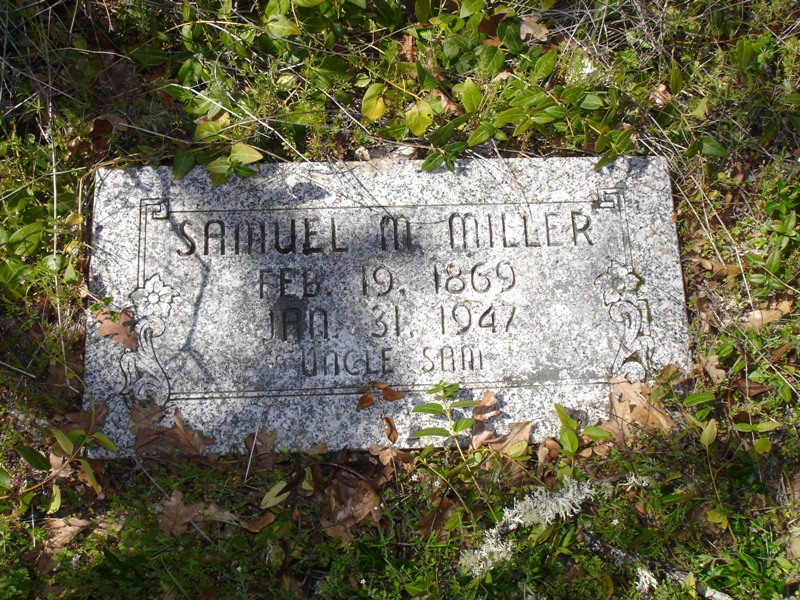 SAMUEL M. MILLER
FEB. 19, 1869
JAN. 31, 1947
UNCLE SAM